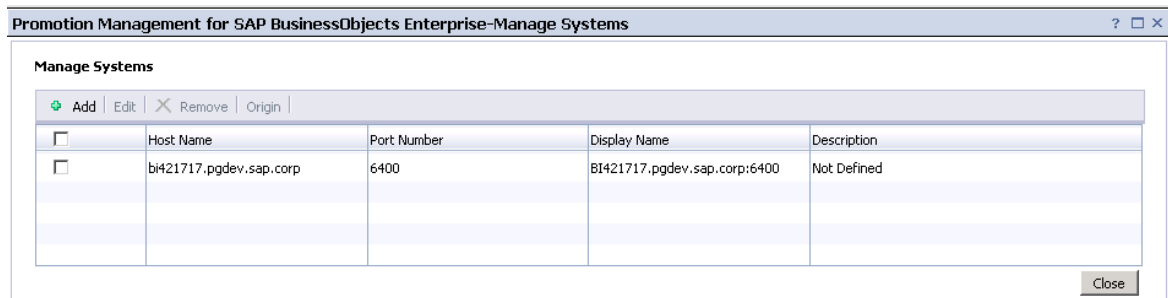 Promotion Management for SAP BusinessObjects Enterprise-Manage Systems ?
Manage Systems
Add Edit Remove Origin
Host Name Port Number Display Name Description
bi421717.pgdev.sap.corp 6400 BI421717.pgdev.sap.corp:6400 Not Defined
Close